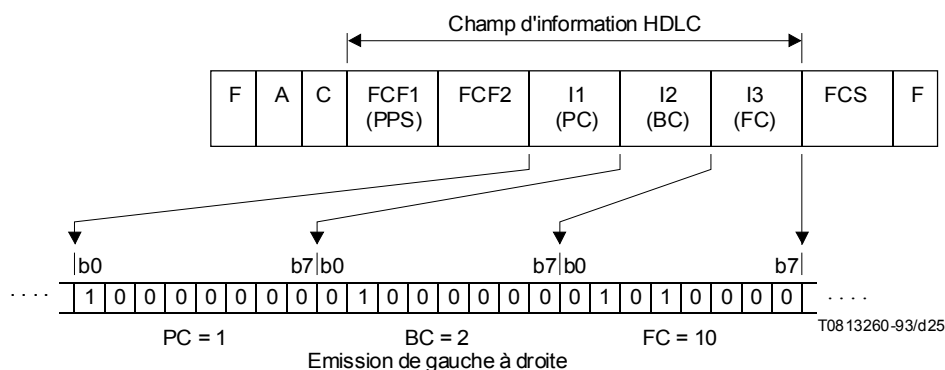 Champ d'information HDLC
F A C FCF1 FCF2 I1 I2 I3 FCS F
(PPS) (PC) (BC) (FC)
b0 b7 b0 b7 b0 b7
. . . . 1 0 0 0 0 0 0 0 0 1 0 0 0 0 0 0 0 1 0 1 0 0 0 0 . . . .
T0813260-93/d25
PC = 1 BC = 2 FC = 10
Emission de gauche à droite